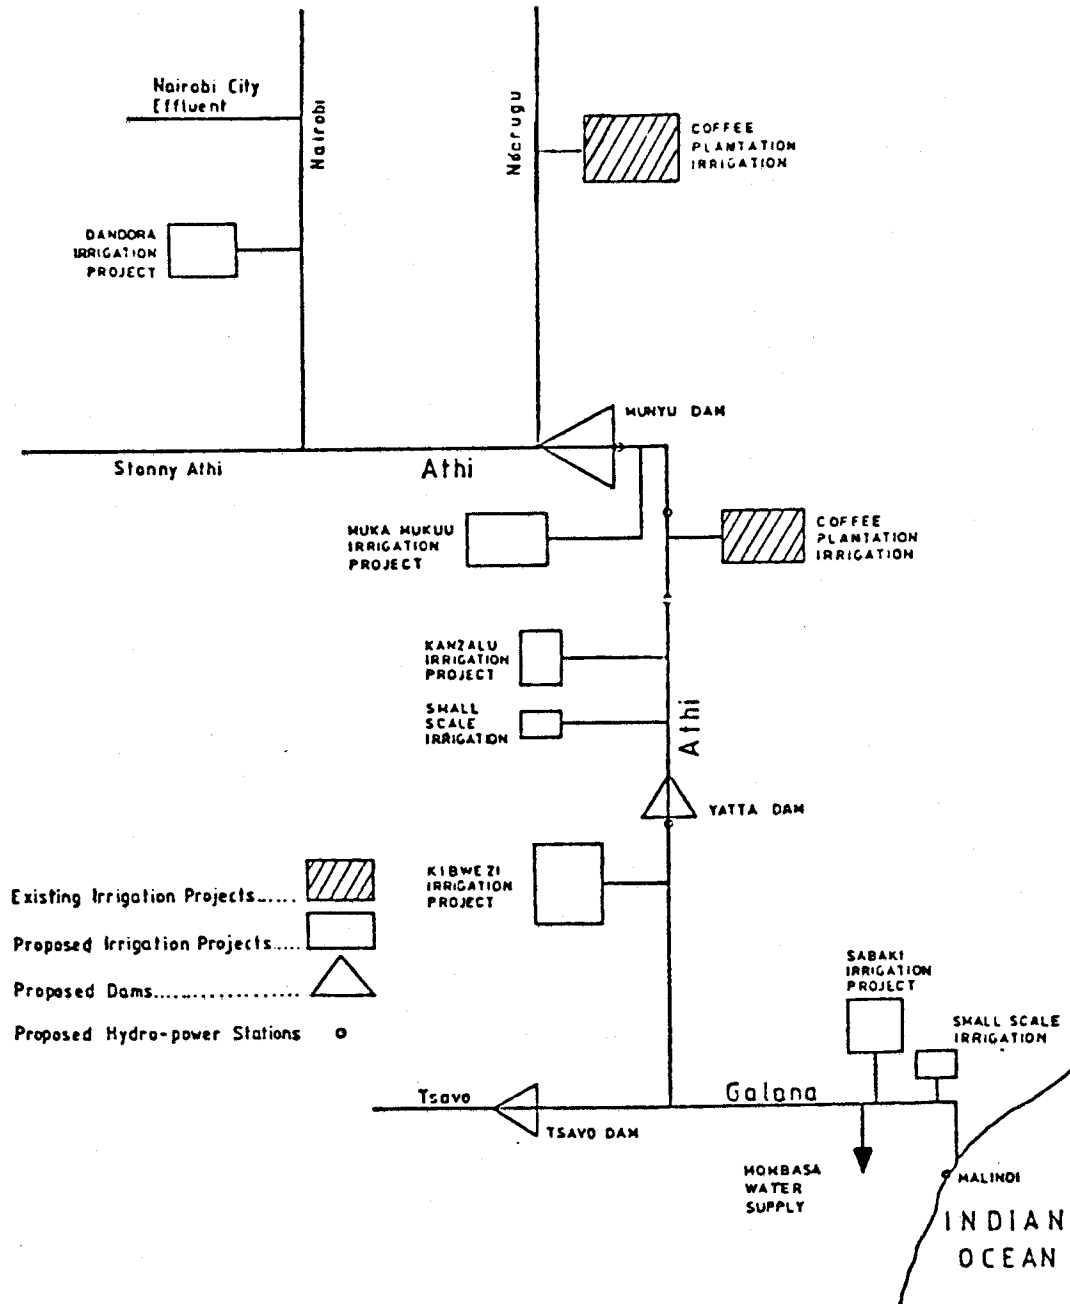 Nairobi City
Effluent
Nairobi
Ndarugu
COFFEE
PLANTATION
IRRIGATION
DANDORA
IRRIGATION
PROJECT
MUNYU DAM
Stonny Athi
Athi
MUKA MUKUU
IRRIGATION
PROJECT
COFFEE
PLANTATION
IRRIGATION
KANZALU
IRRIGATION
PROJECT
SMALL
SCALE
IRRIGATION
Athi
YATTA DAM
KIBWEZI
IRRIGATION
PROJECT
Existing Irrigation Projects......
Proposed Irrigation Projects.....
Proposed Dams..................
Proposed Hydro-power Stations
SABAKI
IRRIGATION
PROJECT
SMALL SCALE
IRRIGATION
Tsavo
Galana
TSAVO DAM
MOMBASA
WATER
SUPPLY
MALINDI
INDIAN
OCEAN